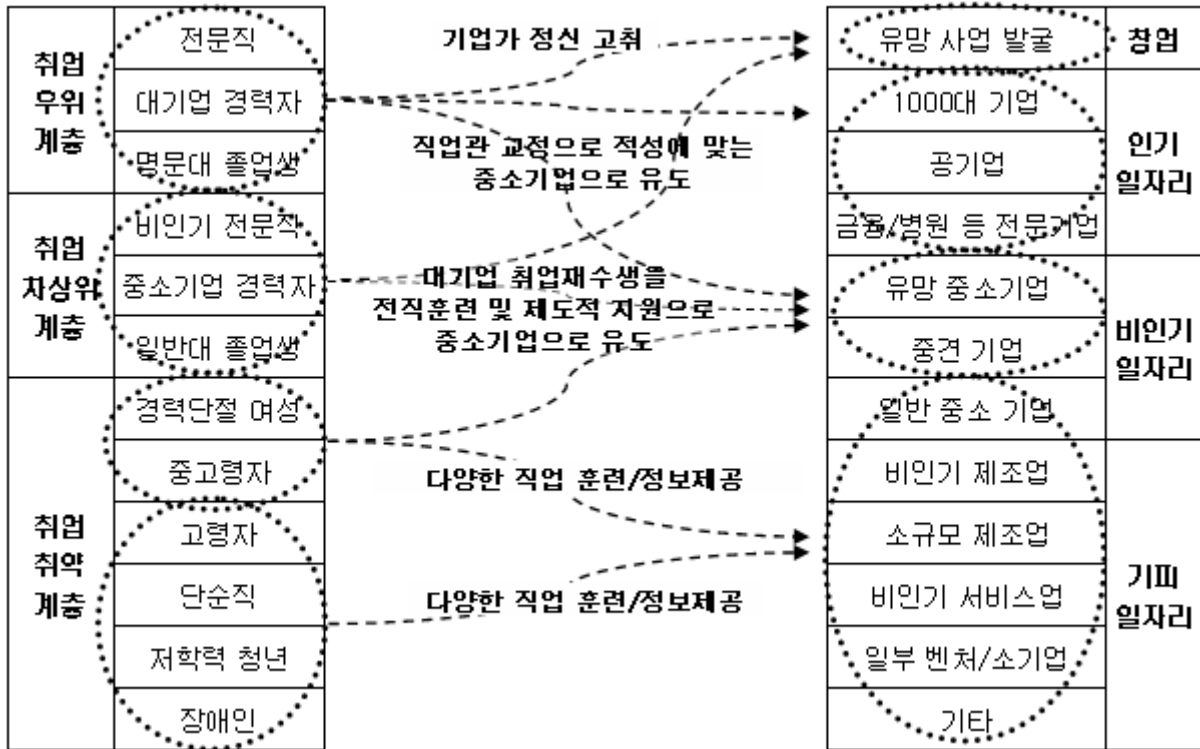 취업
우위
계층
전문직
대기업 경력자
명문대 졸업생
취업
차상위
계층
비인기 전문직
중소기업 경력자
일반대 졸업생
취업
취약
계층
경력단절 여성
중고령자
고령자
단순직
저학력 청년
장애인
기업가 정신 고취
직업관 교정으로 적성에 맞는
중소기업으로 유도
대기업 취업재수생을
전직훈련 및 제도적 지원으로
중소기업으로 유도
다양한 직업 훈련/정보제공
다양한 직업 훈련/정보제공
유망 사업 발굴
창업
1000대 기업
공기업
금융/병원 등 전문기업
인기
일자리
유망 중소기업
중견 기업
일반 중소 기업
비인기
일자리
비인기 제조업
소규모 제조업
비인기 서비스업
일부 벤처/소기업
기타
기피
일자리